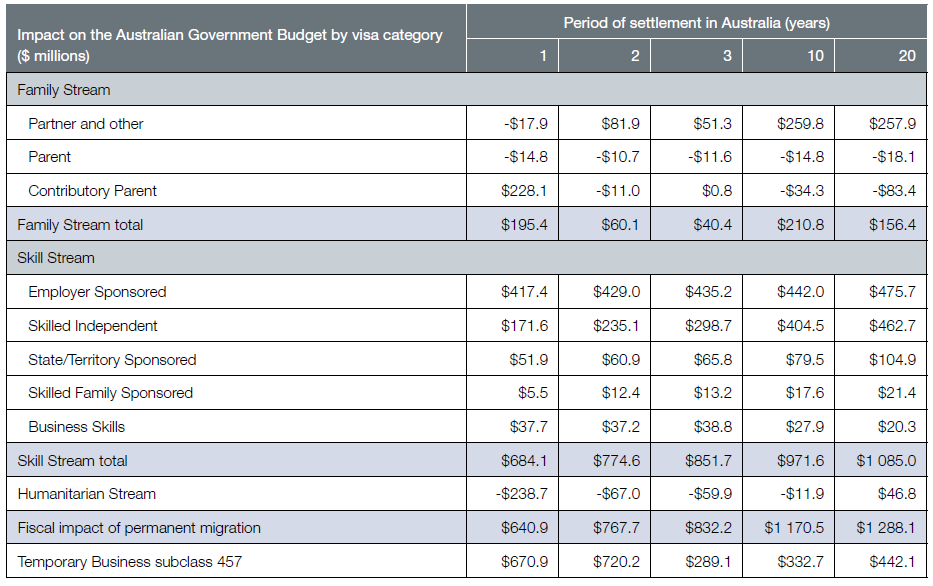 Impact on the Australian Government Budget by visa category ($ millions) Period of settlement in Australia (years)
1 2 3 10 20
Family Stream
Partner and other -$17.9 $81.9 $51.3 $259.8 $257.9
Parent -$14.8 -$10.7 -$11.6 -$14.8 -$18.1
Contributory Parent $228.1 -$11.0 $0.8 -$34.3 -$83.4
Family Stream total $195.4 $60.1 $40.4 $210.8 $156.4
Skill Stream
Employer Sponsored $417.4 $429.0 $435.2 $442.0 $475.7
Skilled Independent $171.6 $235.1 $298.7 $404.5 $462.7
State/Territory Sponsored $51.9 $60.9 $65.8 $79.5 $104.9
Skilled Family Sponsored $5.5 $12.4 $13.2 $17.6 $21.4
Business Skills $37.7 $37.2 $38.8 $27.9 $20.3
Skill Stream total $684.1 $774.6 $851.7 $971.6 $1 085.0
Humanitarian Stream -$238.7 -$67.0 -$59.9 -$11.9 $46.8
Fiscal impact of permanent migration $640.9 $767.7 $832.2 $1 170.5 $1 288.1
Temporary Business subclass 457 $670.9 $720.2 $289.1 $332.7 $442.1